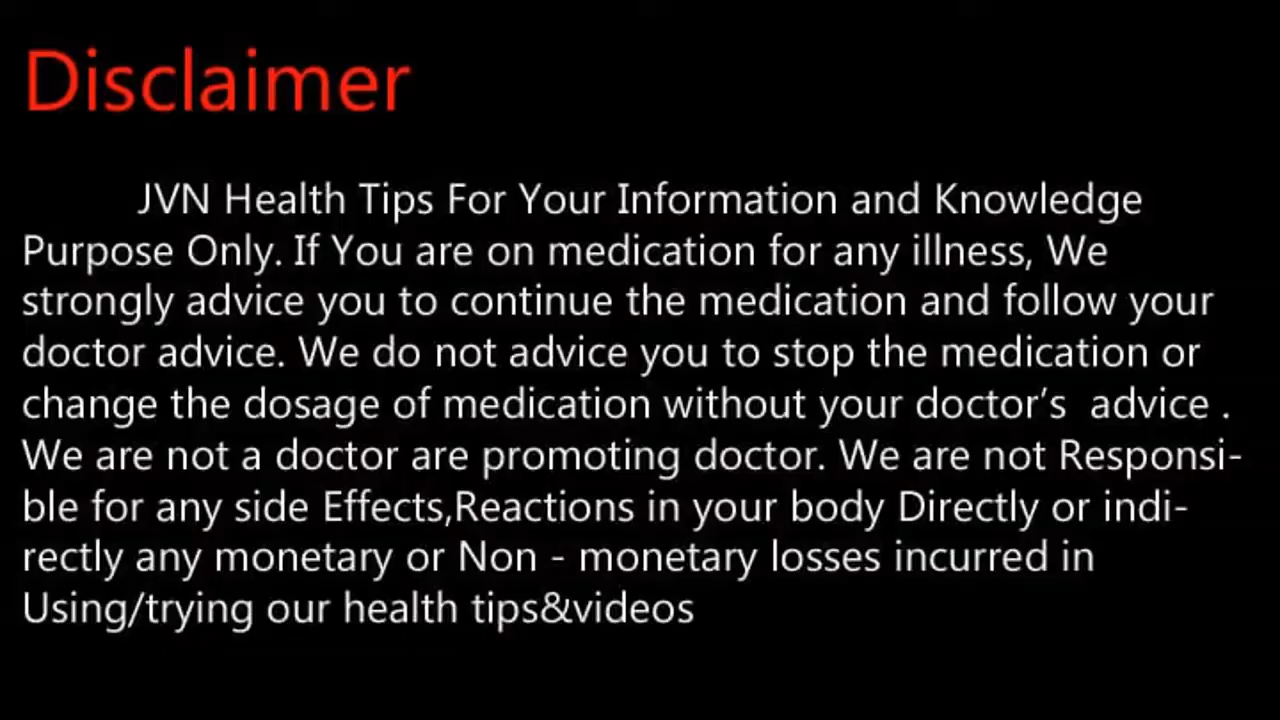 Disclaimer
JVN Health Tips For Your Information and Knowledge
Purpose Only. If You are on medication for any illness, We
strongly advice you to continue the medication and follow your
doctor advice. We do not advice you to stop the medication or
change the dosage of medication without your doctor's  advice .
We are not a doctor are promoting doctor. We are not Responsi-
ble for any side Effects,Reactions in your body Directly or indi-
rectly any monetary or Non - monetary losses incurred in
Using/trying our health tips&videos